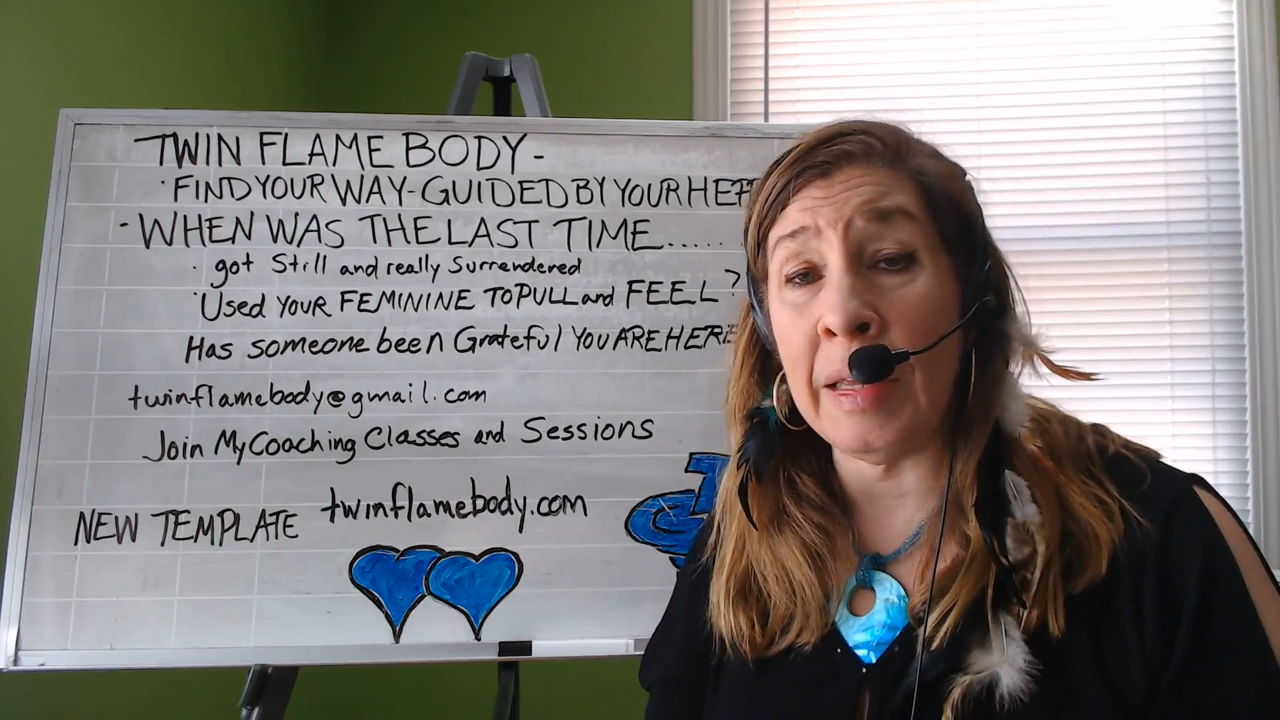 TWIN FLAME BODY-
· FIND YOUR WAY-GUIDED BY YOUR
- WHEN WAS THE LAST TIME......
· got Still and really Surrendered
· Used YOUR FEMININE TO PULL and FEEL?
Has someone been Grateful YOU ARE HERE
twinflamebody@gmail.com
Join My Coaching Classes and Sessions
NEW TEMPLATE twinflamebody.com